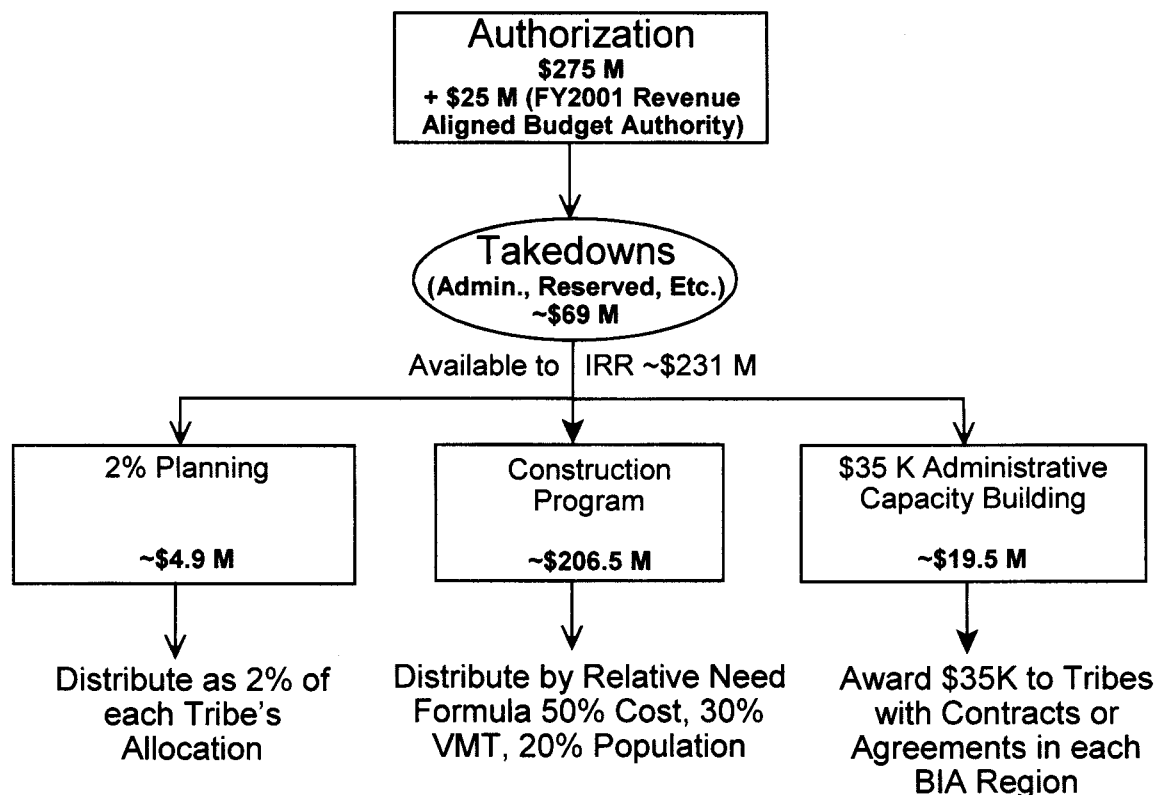 Authorization
$275 M
+ $25 M (FY2001 Revenue
Aligned Budget Authority)
Takedowns
(Admin., Reserved, Etc.)
~$69 M
Available to IRR ~$231 M
2% Planning
~$4.9 M
Construction
Program
~$206.5 M
$35 K Administrative
Capacity Building
~$19.5 M
Distribute as 2% of
each Tribe's
Allocation
Distribute by Relative Need
Formula 50% Cost, 30%
VMT, 20% Population
Award $35K to Tribes
with Contracts or
Agreements in each
BIA Region